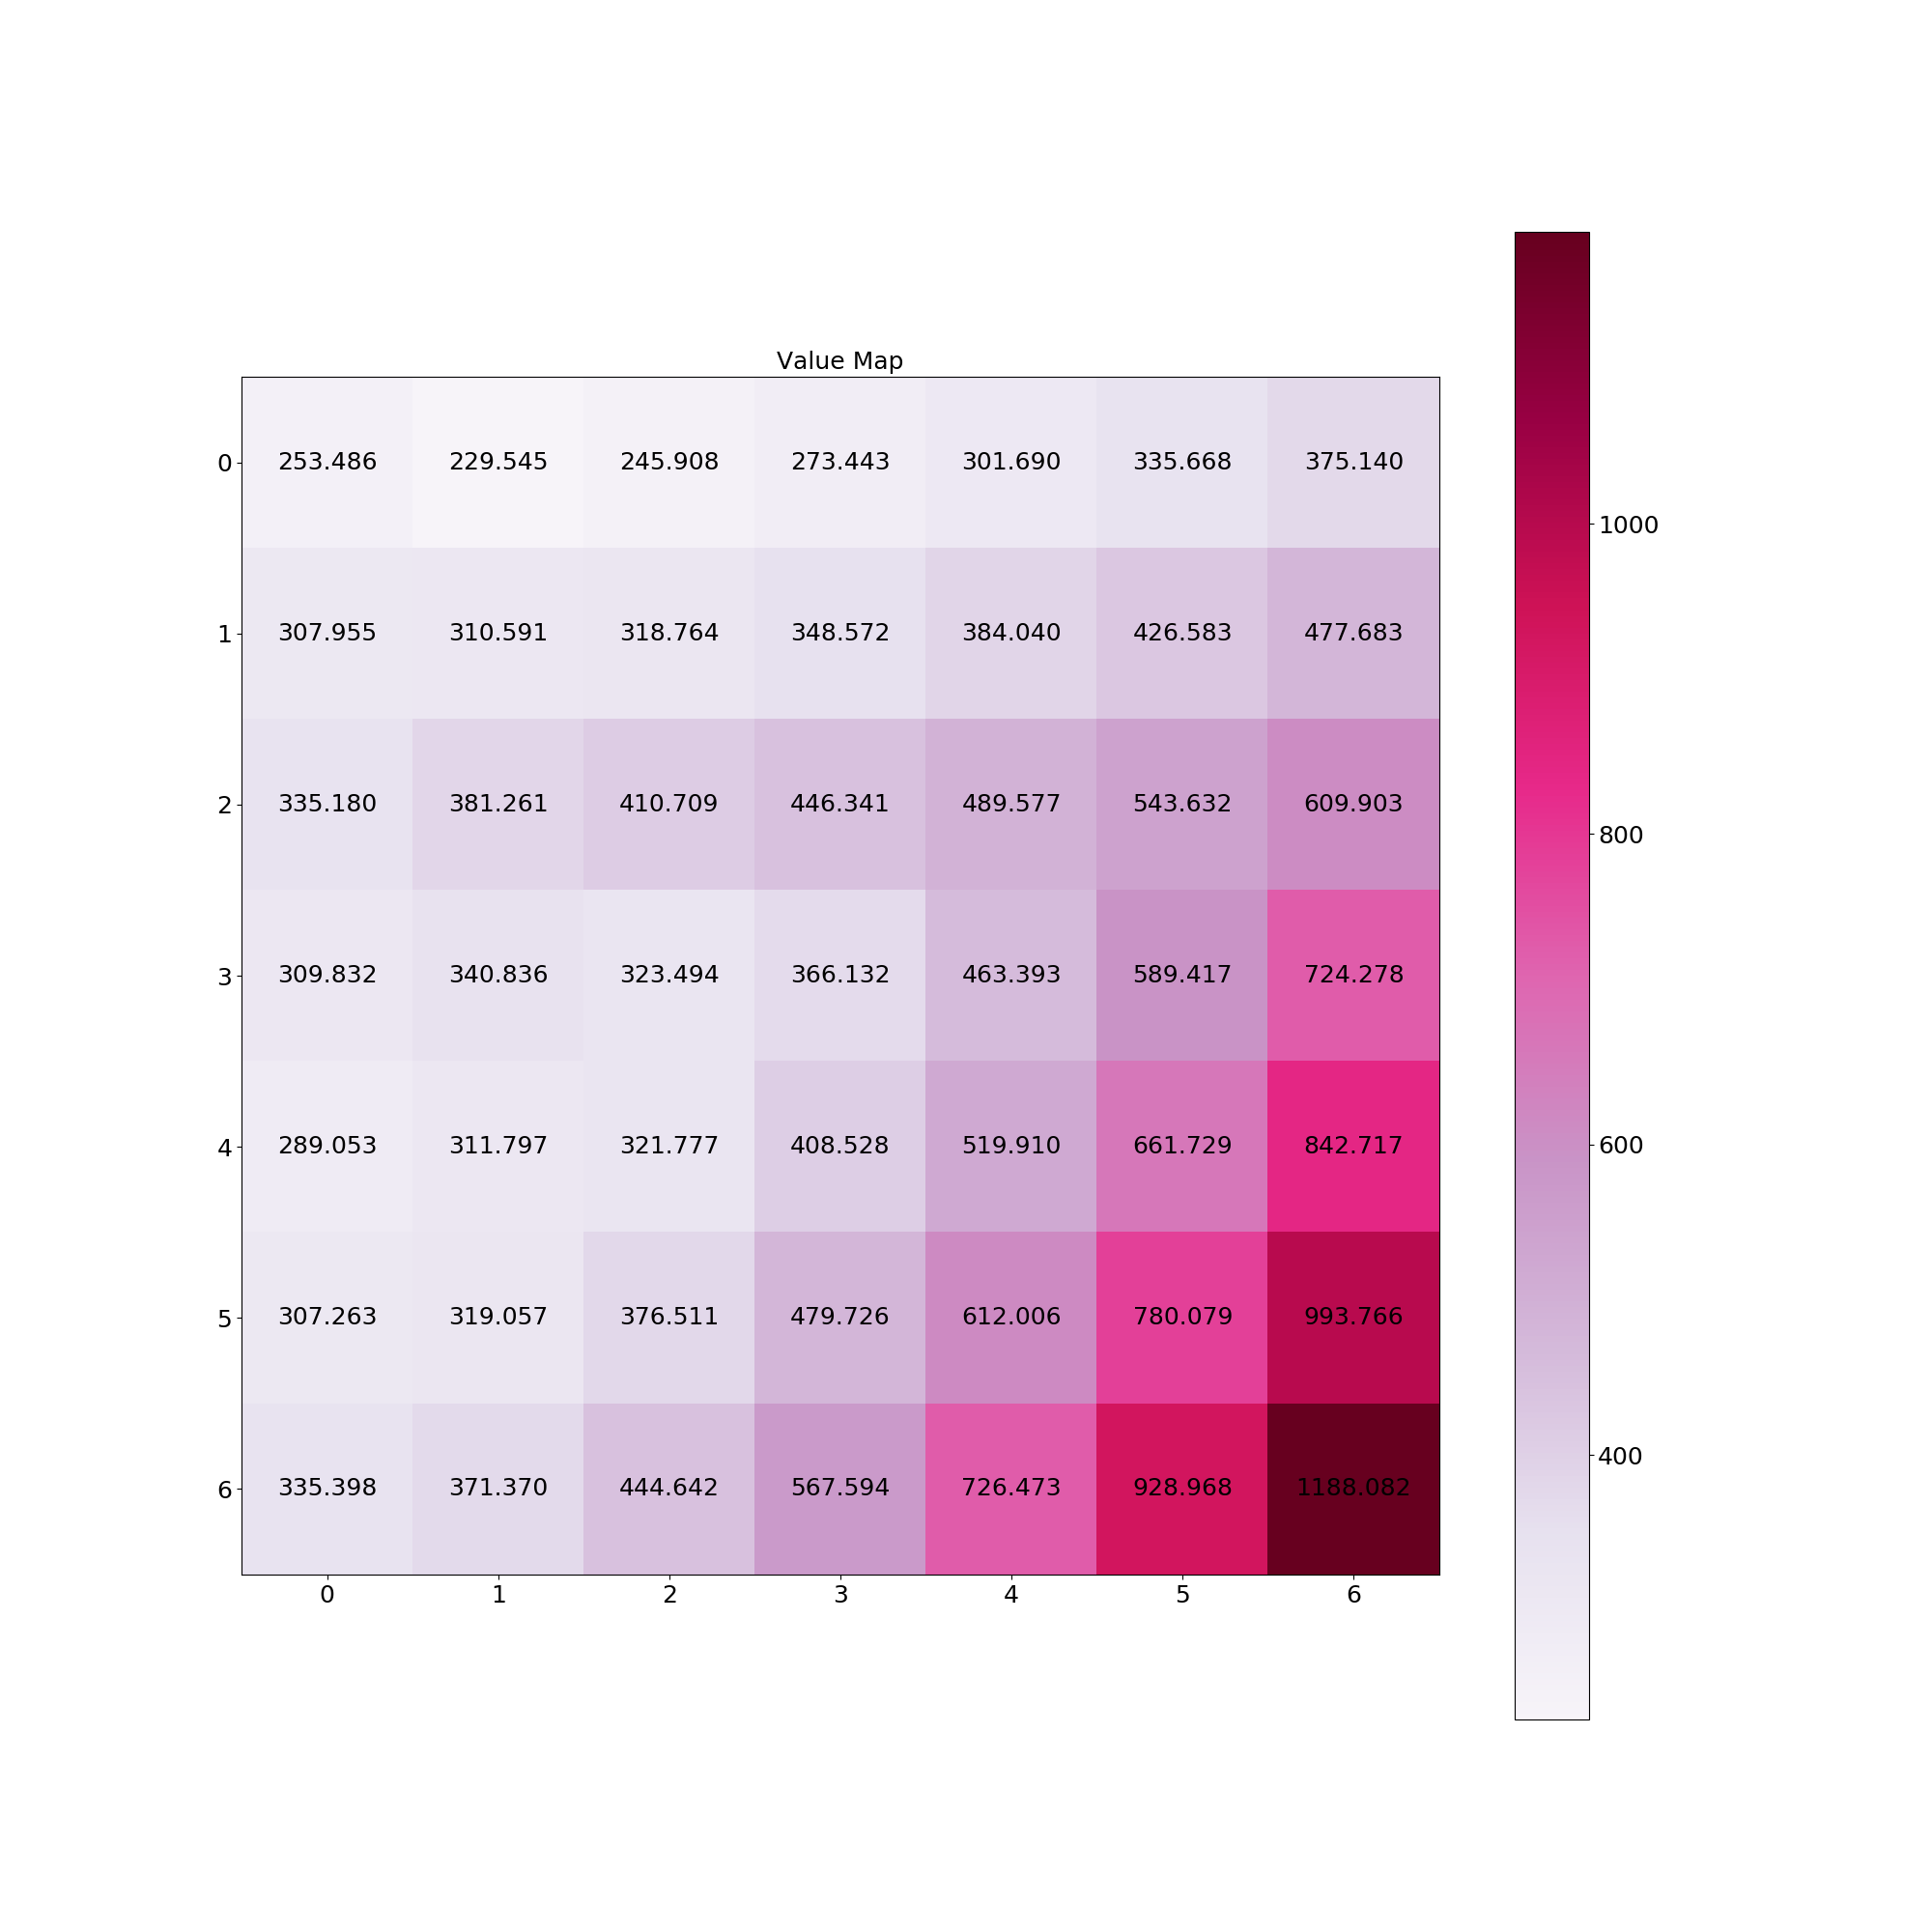 Value Map
0 253.486 229.545 245.908 273.443 301.690 335.668 375.140
1 307.955 310.591 318.764 348.572 384.040 426.583 477.683
2 335.180 381.261 410.709 446.341 489.577 543.632 609.903
3 309.832 340.836 323.494 366.132 463.393 589.417 724.278
4 289.053 311.797 321.777 408.528 519.910 661.729 842.717
5 307.263 319.057 376.511 479.726 612.006 780.079 993.766
6 335.398 371.370 444.642 567.594 726.473 928.968 1188.082
0 1 2 3 4 5 6
1000
800
600
400